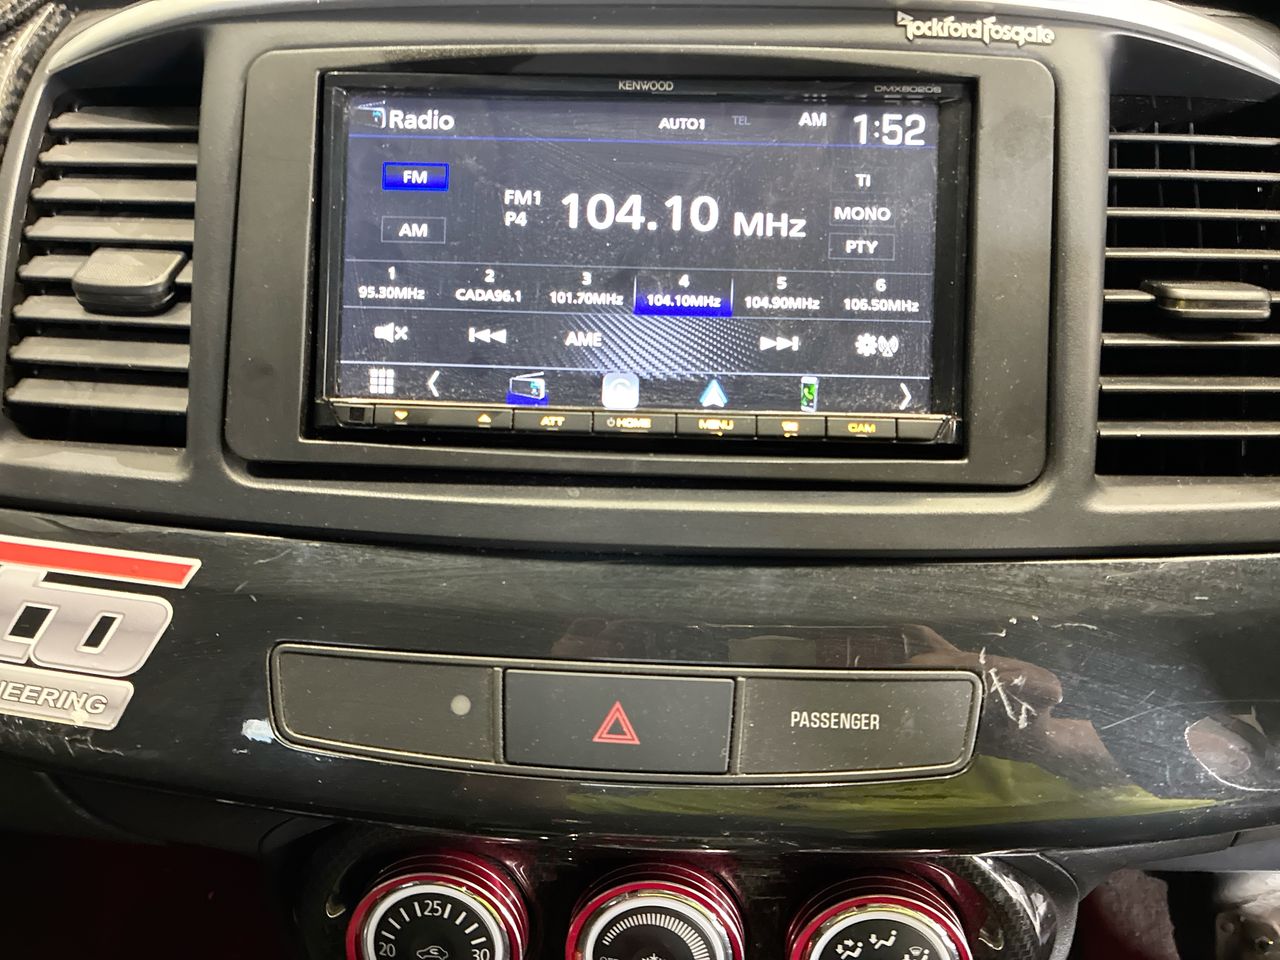 Rockford Fosgate
KENWOOD
DMX8020S
Radio
AUTO1
TEL
AM
1:52
FM
FM1
P4
104.10 MHz
TI
AM
MONO
PTY
1
95.30MHz
2
CADA96.1
3
101.70MHz
4
104.10MHz
5
104.90MHz
6
106.50MHz
AME
ATT
HOME
MENU
CAM
NEERING
PASSENGER
25
20
30